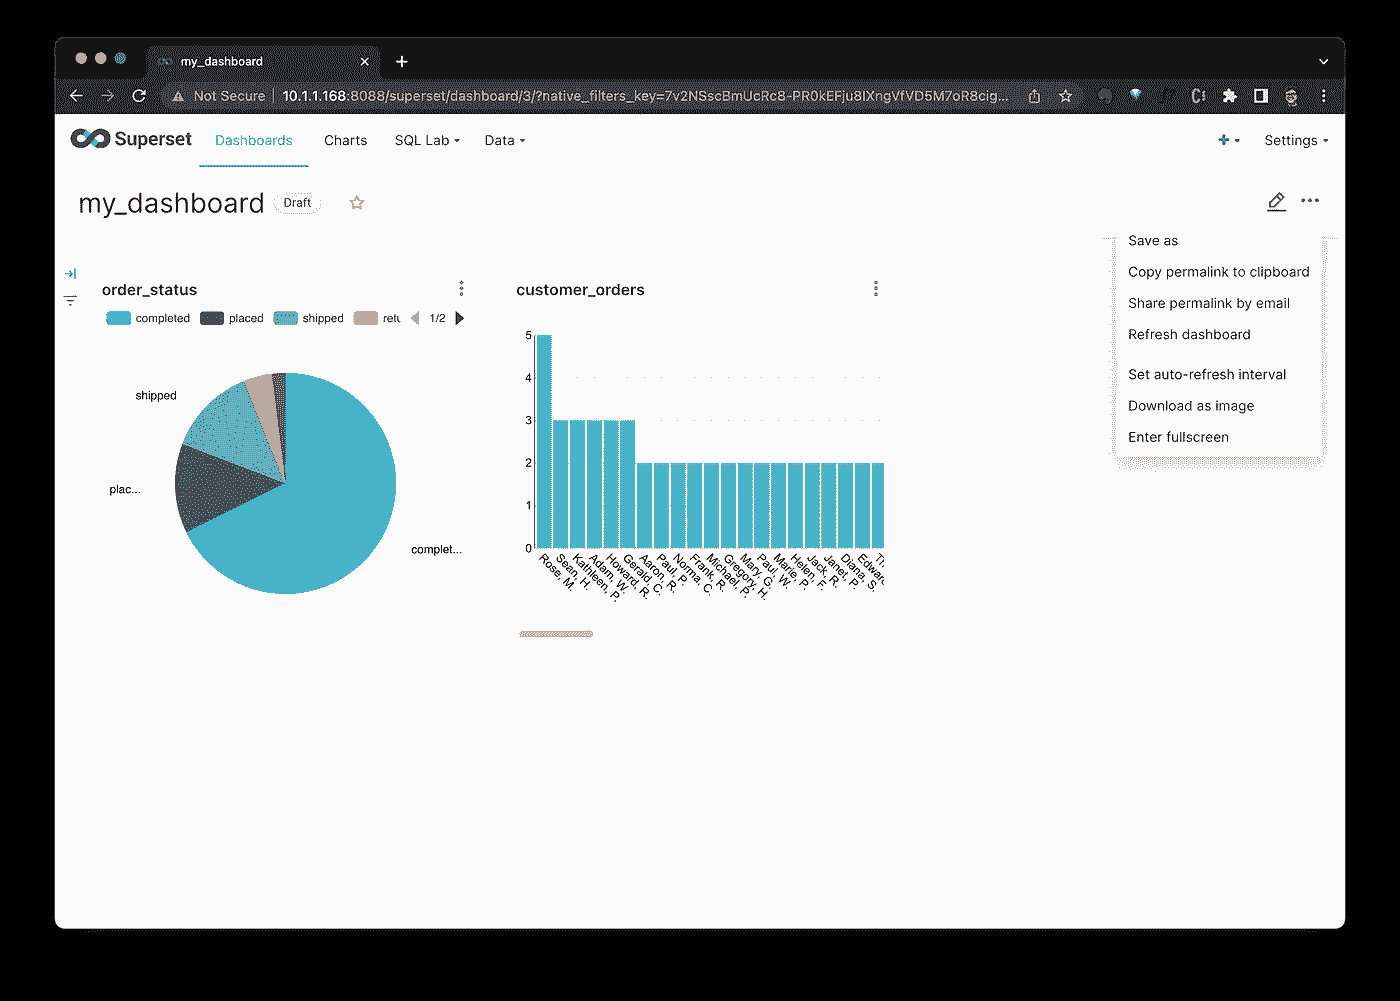 my_dashboard
Not Secure
10.1.1.168:8088/superset/dashboard/3/?native_filters_key=7v2NSscBmUcRc8-PR0kEFju8IXngVfVD5M7oR8cig...
Superset
Dashboards
Charts
SQL Lab
Data
Settings
my_dashboard
Draft
Save as
Copy permalink to clipboard
Share permalink by email
Refresh dashboard
Set auto-refresh interval
Download as image
Enter fullscreen
order_status
completed placed shipped retu 1/2
shipped
plac...
complet...
customer_orders
5
4
3
2
1
0
Rose, M.
Sean, H.
Kathleen, P.
Adam, W.
Howard, R.
Gerald, C.
Aaron, R.
Paul, P.
Norma, C.
Frank, R.
Michael, P.
Gregory, H.
Mary, G.
Paul, W.
Marie, P.
Helen, F.
Jack, R.
Janet, P.
Diana, S.
Edward